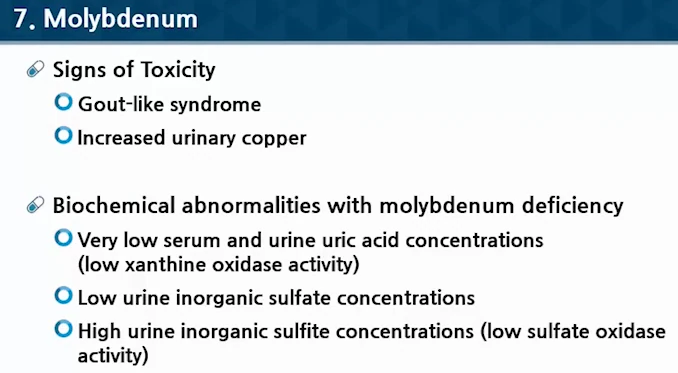 7. Molybdenum
Signs of Toxicity
Gout-like syndrome
Increased urinary copper
Biochemical abnormalities with molybdenum deficiency
Very low serum and urine uric acid concentrations
(low xanthine oxidase activity)
Low urine inorganic sulfate concentrations
High urine inorganic sulfite concentrations (low sulfate oxidase
activity)